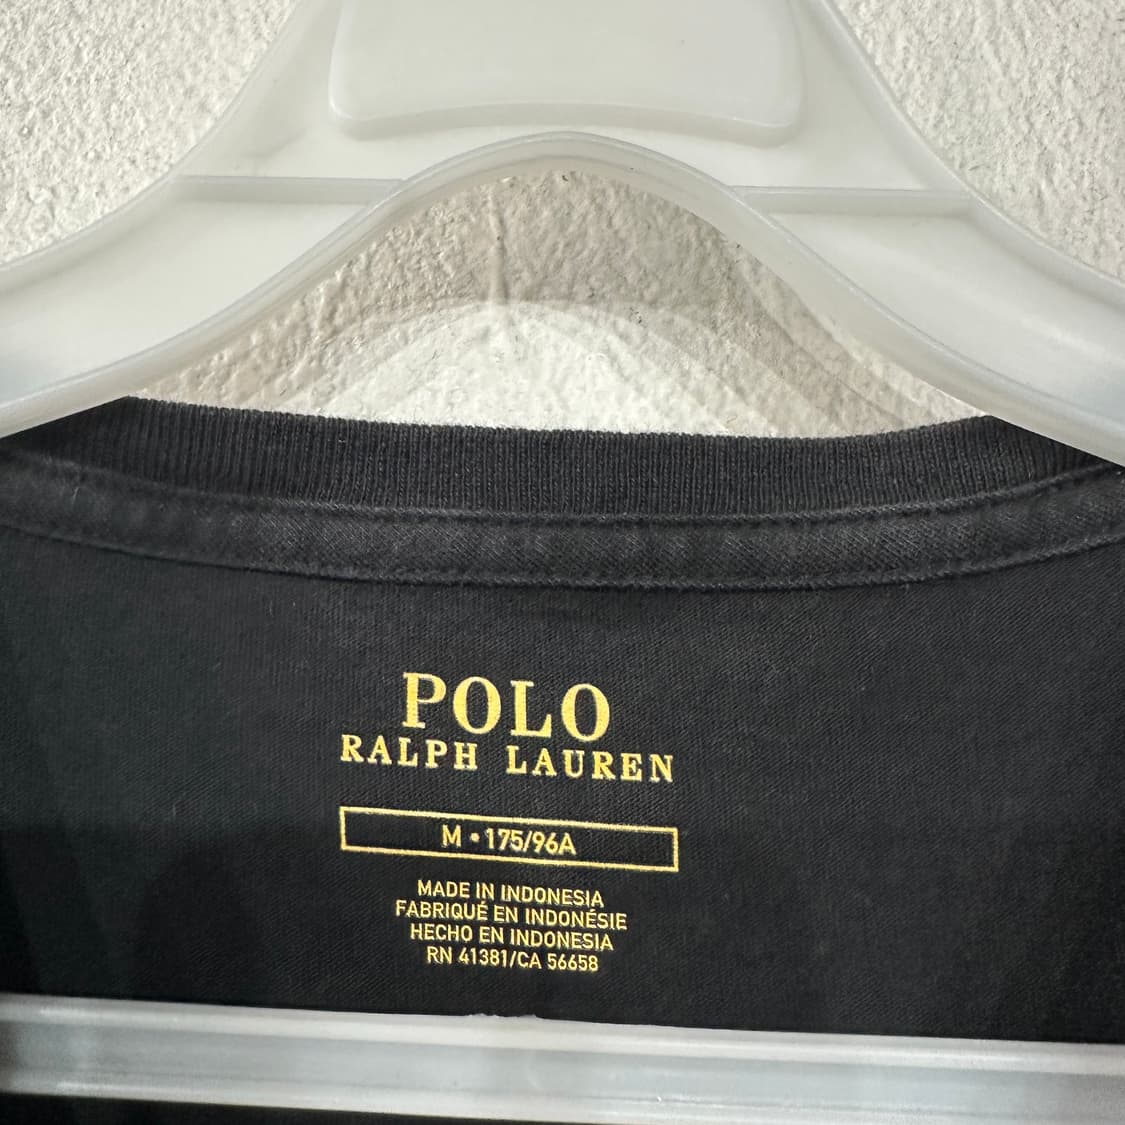 POLO
RALPH LAUREN
M • 175/96A
MADE IN INDONESIA
FABRIQUÉ EN INDONÉSIE
HECHO EN INDONESIA
RN 41381/CA 56658